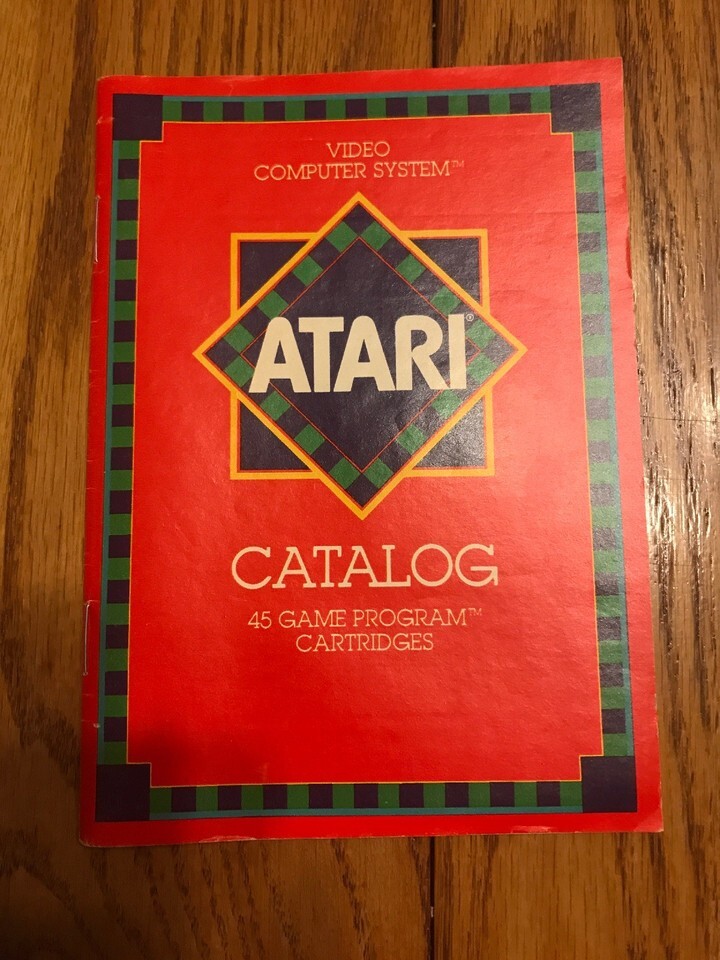 VIDEO
COMPUTER SYSTEM™
ATARI®
CATALOG
45 GAME PROGRAM™
CARTRIDGES